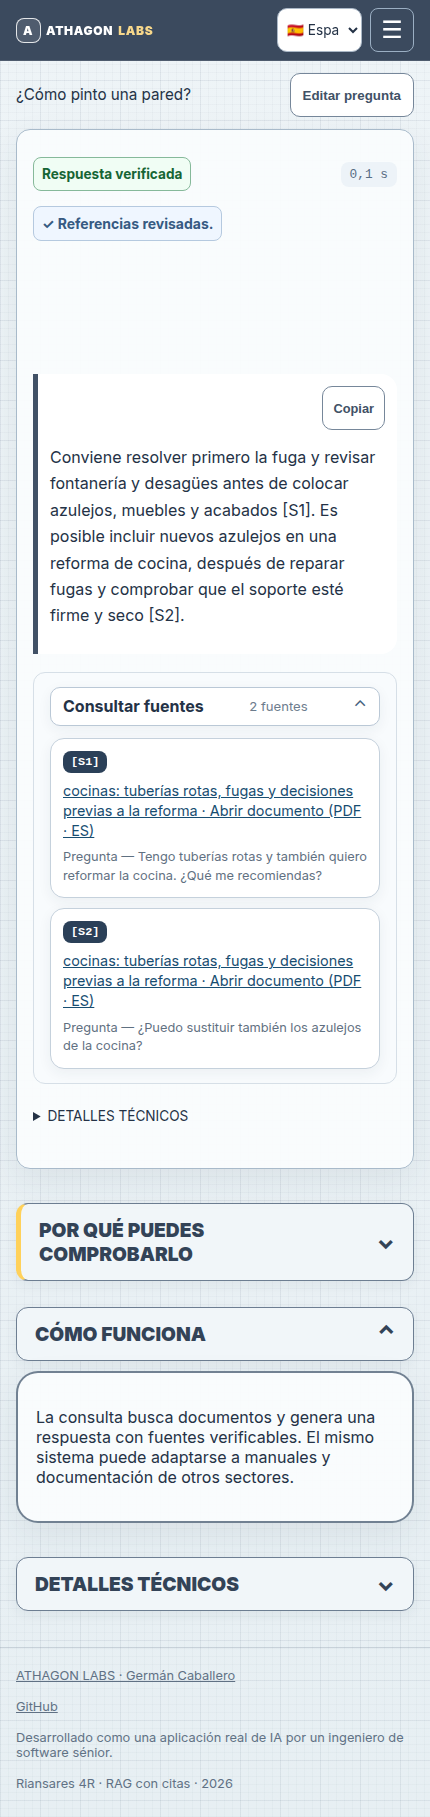 A ATHAGON LABS
🇪🇸 Espa
¿Cómo pinto una pared?
Editar pregunta
Respuesta verificada
0,1 s
✓ Referencias revisadas.
Copiar
Conviene resolver primero la fuga y revisar
fontanería y desagües antes de colocar
azulejos, muebles y acabados [S1]. Es
posible incluir nuevos azulejos en una
reforma de cocina, después de reparar
fugas y comprobar que el soporte esté
firme y seco [S2].
Consultar fuentes
2 fuentes
[S1]
cocinas: tuberías rotas, fugas y decisiones
previas a la reforma · Abrir documento (PDF
· ES)
Pregunta — Tengo tuberías rotas y también quiero
reformar la cocina. ¿Qué me recomiendas?
[S2]
cocinas: tuberías rotas, fugas y decisiones
previas a la reforma · Abrir documento (PDF
· ES)
Pregunta — ¿Puedo sustituir también los azulejos
de la cocina?
DETALLES TÉCNICOS
POR QUÉ PUEDES
COMPROBARLO
CÓMO FUNCIONA
La consulta busca documentos y genera una
respuesta con fuentes verificables. El mismo
sistema puede adaptarse a manuales y
documentación de otros sectores.
DETALLES TÉCNICOS
ATHAGON LABS · Germán Caballero
GitHub
Desarrollado como una aplicación real de IA por un ingeniero de
software sénior.
Riansares 4R · RAG con citas · 2026